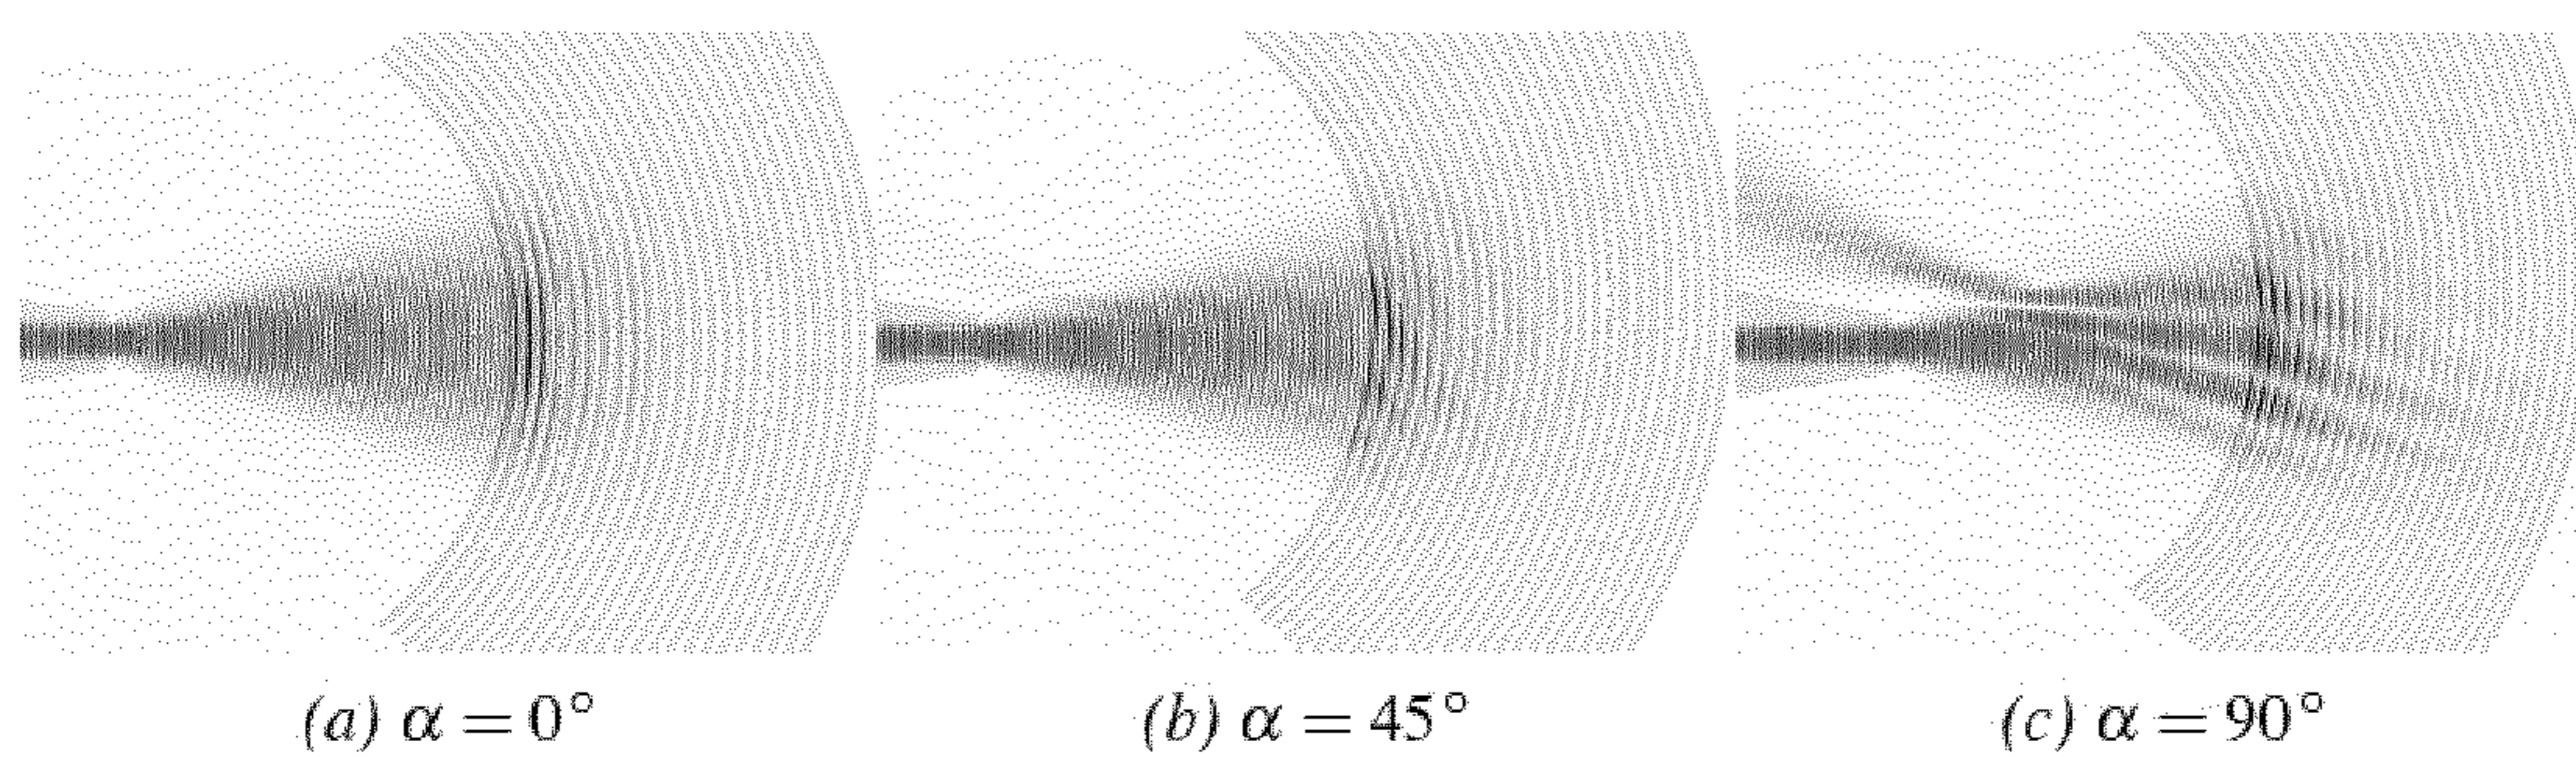 (a) α = 0°
(b) α = 45°
(c) α = 90°